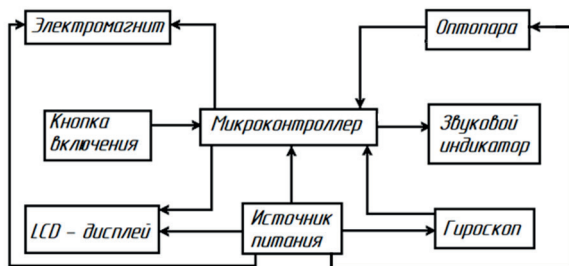 Электромагнит
Оптопара
Кнопка
включения
Микроконтроллер
Звуковой
индикатор
LCD - дисплей
Источник
питания
Гироскоп